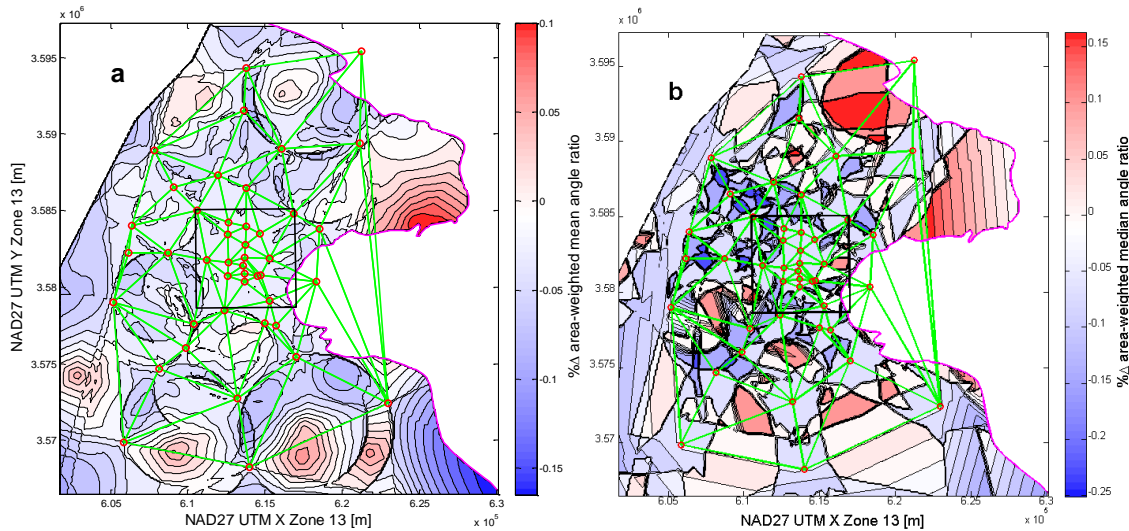 x 10^6
a
3.595
3.59
3.585
3.58
3.575
3.57
NAD27 UTM Y Zone 13 [m]
6.05 6.1 6.15 6.2 6.25 6.3
x 10^5
NAD27 UTM X Zone 13 [m]
0.1
0.05
0
-0.05
-0.1
-0.15
%Δ area-weighted mean angle ratio
x 10^6
b
3.595
3.59
3.585
3.58
3.575
3.57
6.05 6.1 6.15 6.2 6.25 6.3
x 10^5
NAD27 UTM X Zone 13 [m]
0.15
0.1
0.05
0
-0.05
-0.1
-0.15
-0.2
-0.25
%Δ area-weighted median angle ratio